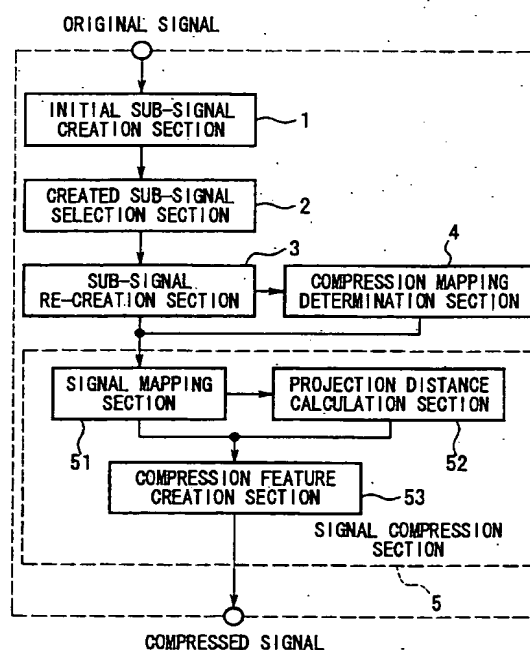 ORIGINAL SIGNAL
INITIAL SUB-SIGNAL
CREATION SECTION
1
CREATED SUB-SIGNAL
SELECTION SECTION
2
3
4
SUB-SIGNAL
RE-CREATION SECTION
COMPRESSION MAPPING
DETERMINATION SECTION
SIGNAL MAPPING
SECTION
PROJECTION DISTANCE
CALCULATION SECTION
51
52
COMPRESSION FEATURE
CREATION SECTION
53
SIGNAL COMPRESSION
SECTION
5
COMPRESSED SIGNAL